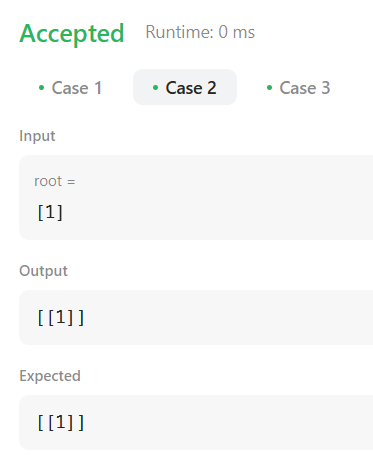 Accepted Runtime: 0 ms
• Case 1 • Case 2 • Case 3
Input
root =
[1]
Output
[[1]]
Expected
[[1]]